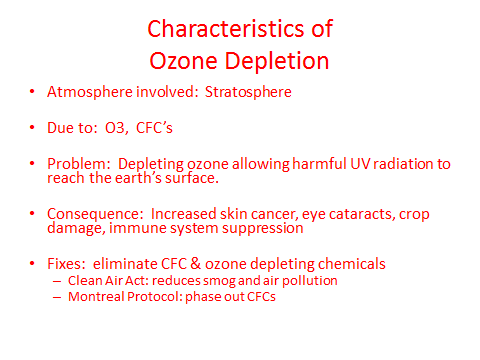 Characteristics of
Ozone Depletion
• Atmosphere involved: Stratosphere
• Due to: O3, CFC's
• Problem: Depleting ozone allowing harmful UV radiation to
reach the earth's surface.
• Consequence: Increased skin cancer, eye cataracts, crop
damage, immune system suppression
• Fixes: eliminate CFC & ozone depleting chemicals
– Clean Air Act: reduces smog and air pollution
– Montreal Protocol: phase out CFCs